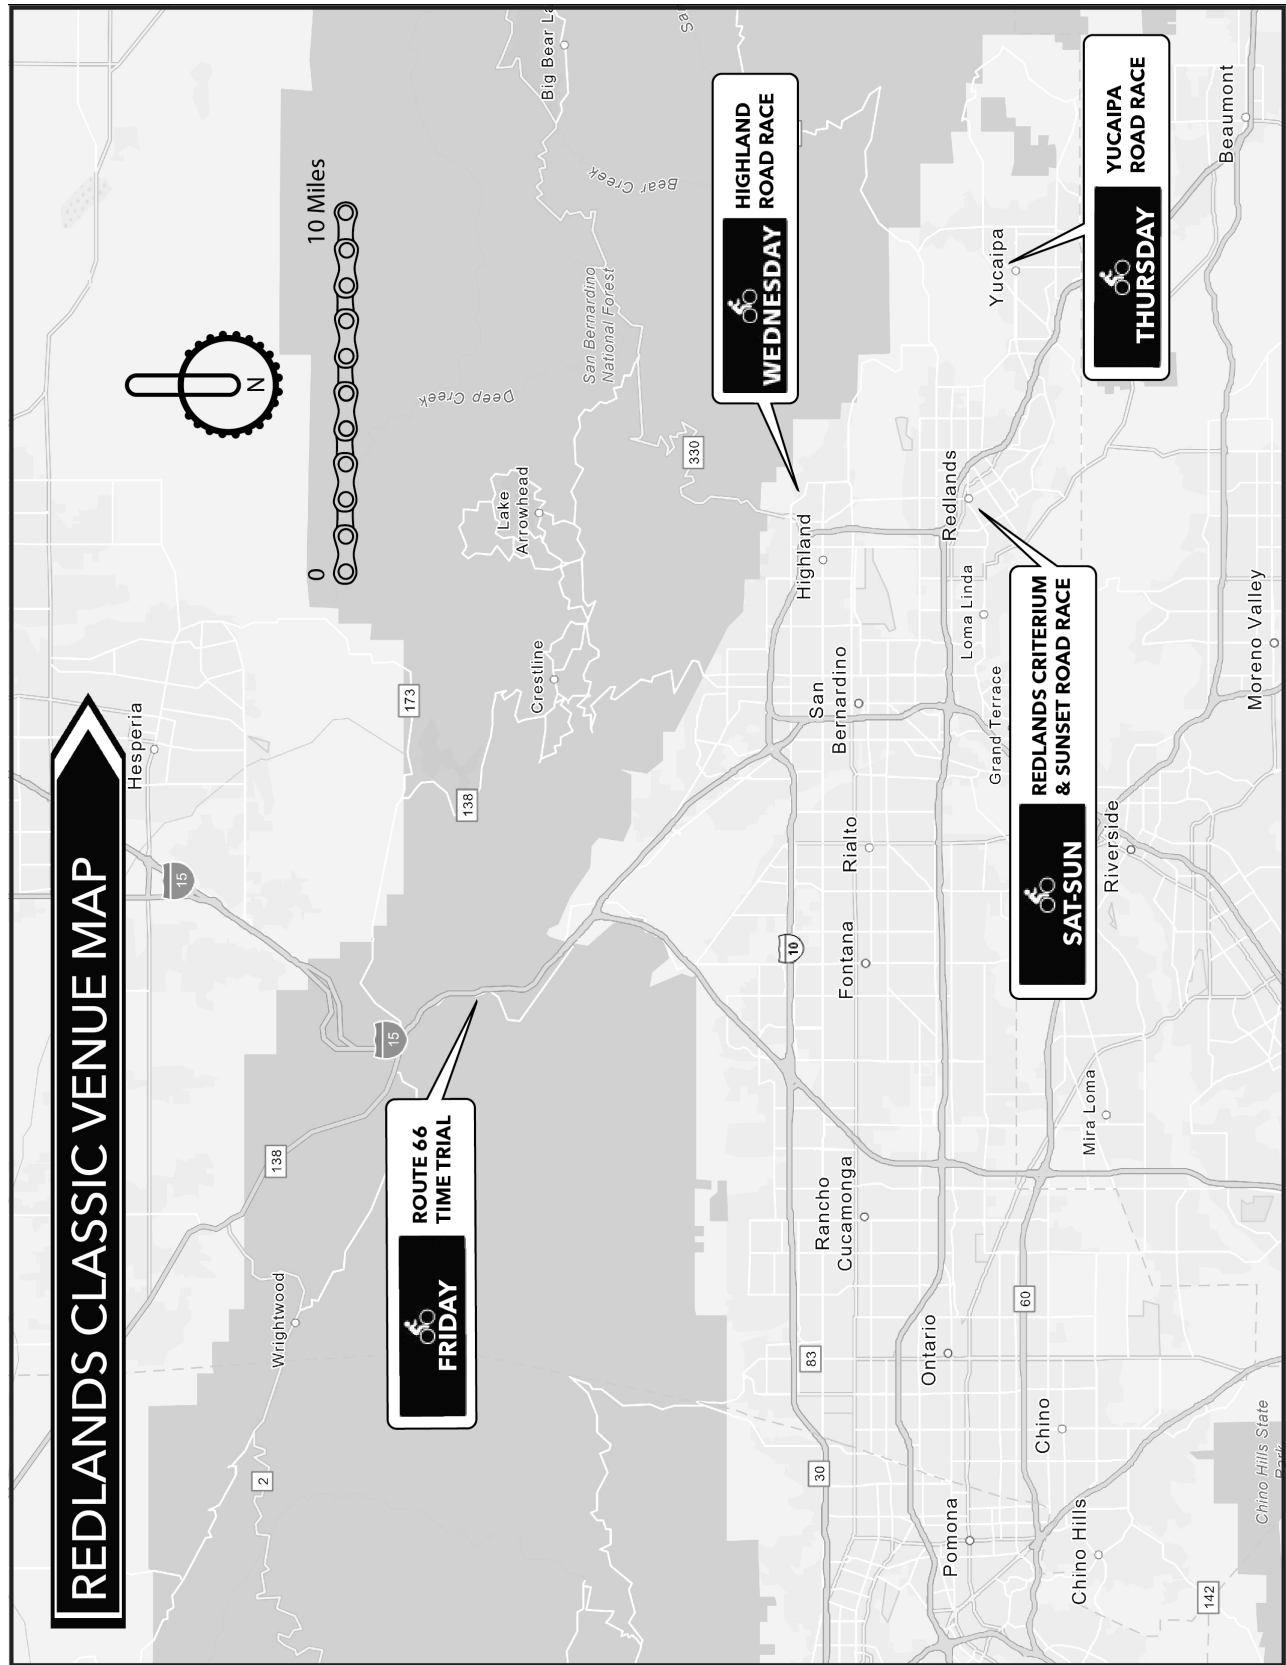 REDLANDS CLASSIC VENUE MAP
N
0
10 Miles
Hesperia
15
15
138
138
173
2
Wrightwood
Crestline
Lake
Arrowhead
Deep Creek
Bear Creek
Big Bear
San Bernardino
National Forest
330
FRIDAY
ROUTE 66
TIME TRIAL
WEDNESDAY
HIGHLAND
ROAD RACE
Highland
San
Bernardino
Rialto
Fontana
10
Rancho
Cucamonga
83
30
Redlands
Loma Linda
Grand Terrace
Yucaipa
THURSDAY
YUCAIPA
ROAD RACE
Beaumont
SAT-SUN
REDLANDS CRITERIUM
& SUNSET ROAD RACE
Riverside
Moreno Valley
Mira Loma
60
Ontario
Chino
Pomona
Chino Hills
142
Chino Hills State